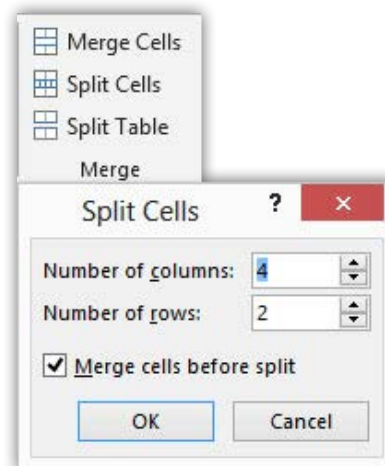 Merge Cells
Split Cells
Split Table
Merge
Split Cells ? ×
Number of columns: 4
Number of rows: 2
Merge cells before split
OK Cancel